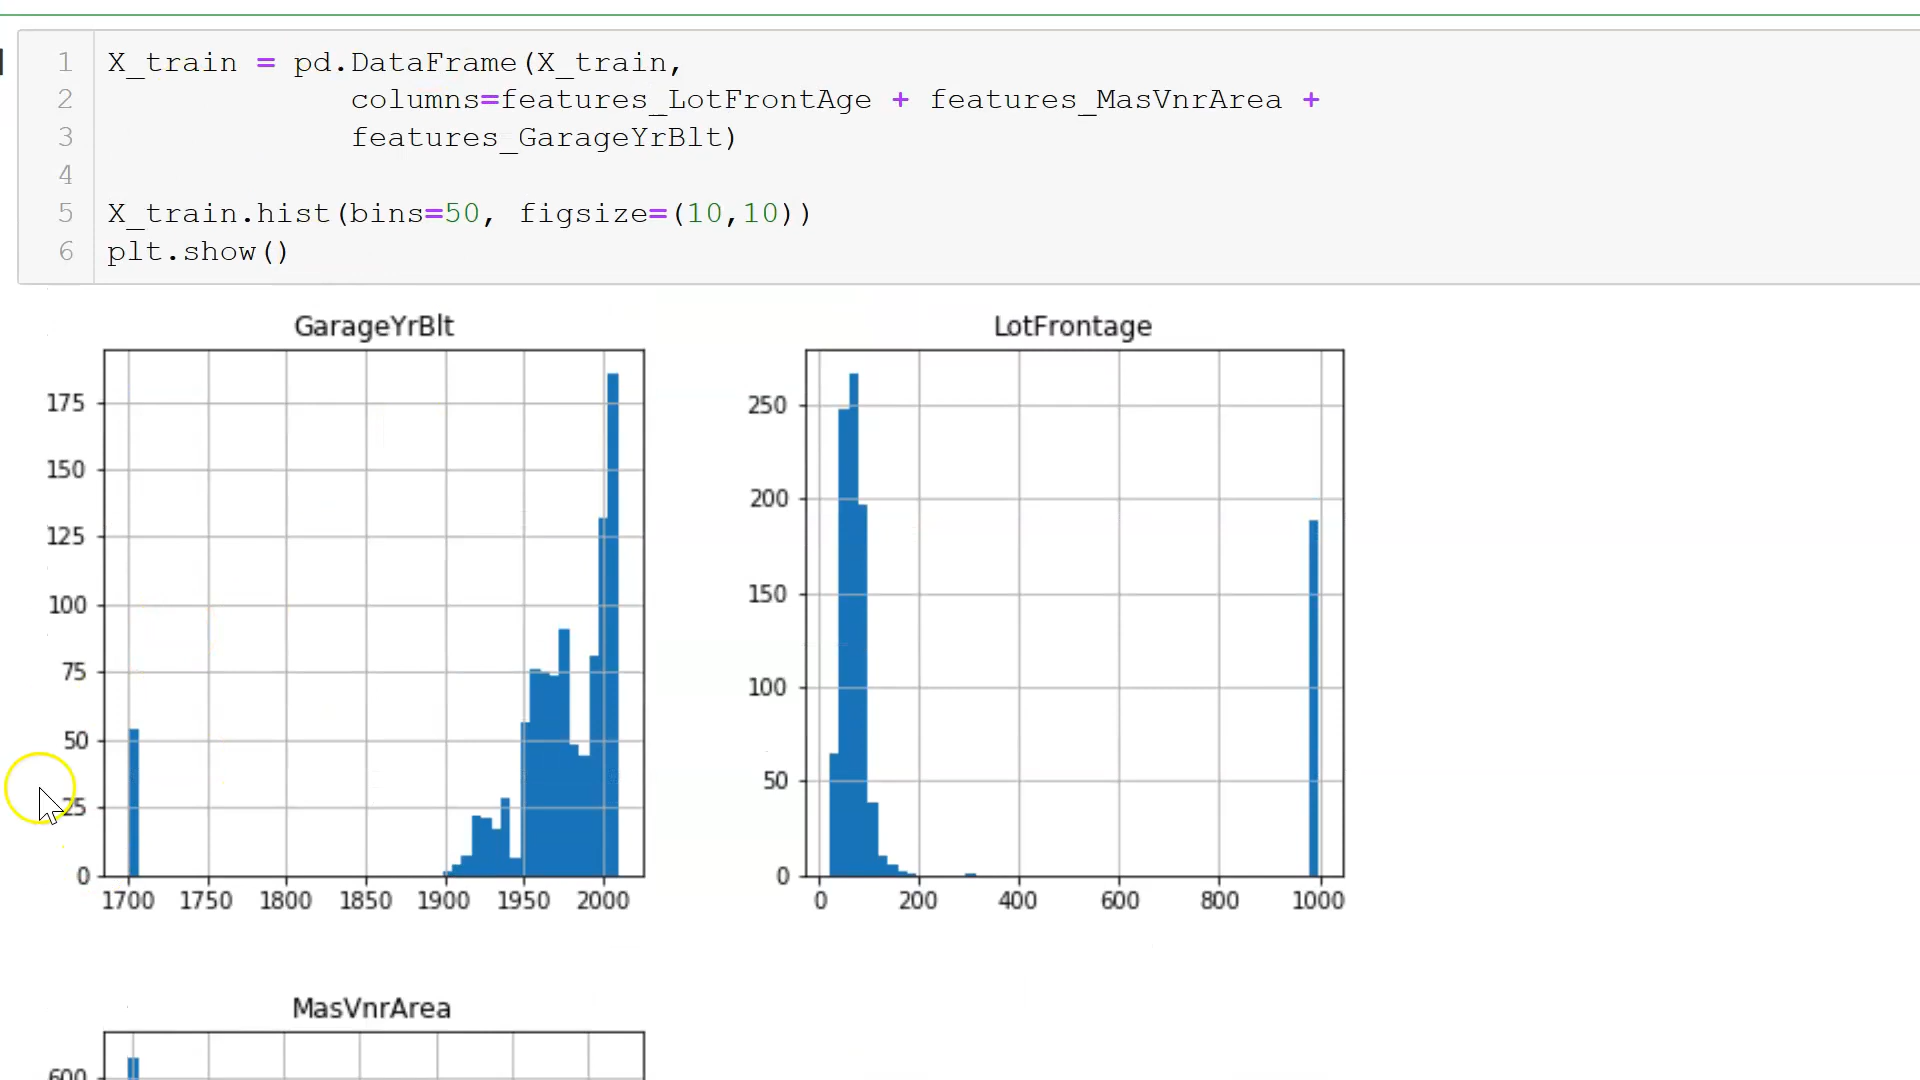 1 X_train = pd.DataFrame(X_train,
2 columns=features_LotFrontAge + features_MasVnrArea +
3 features_GarageYrBlt)
4
5 X_train.hist(bins=50, figsize=(10,10))
6 plt.show()
GarageYrBlt
175
150
125
100
75
50
25
0
1700 1750 1800 1850 1900 1950 2000
LotFrontage
250
200
150
100
50
0
0 200 400 600 800 1000
MasVnrArea
600